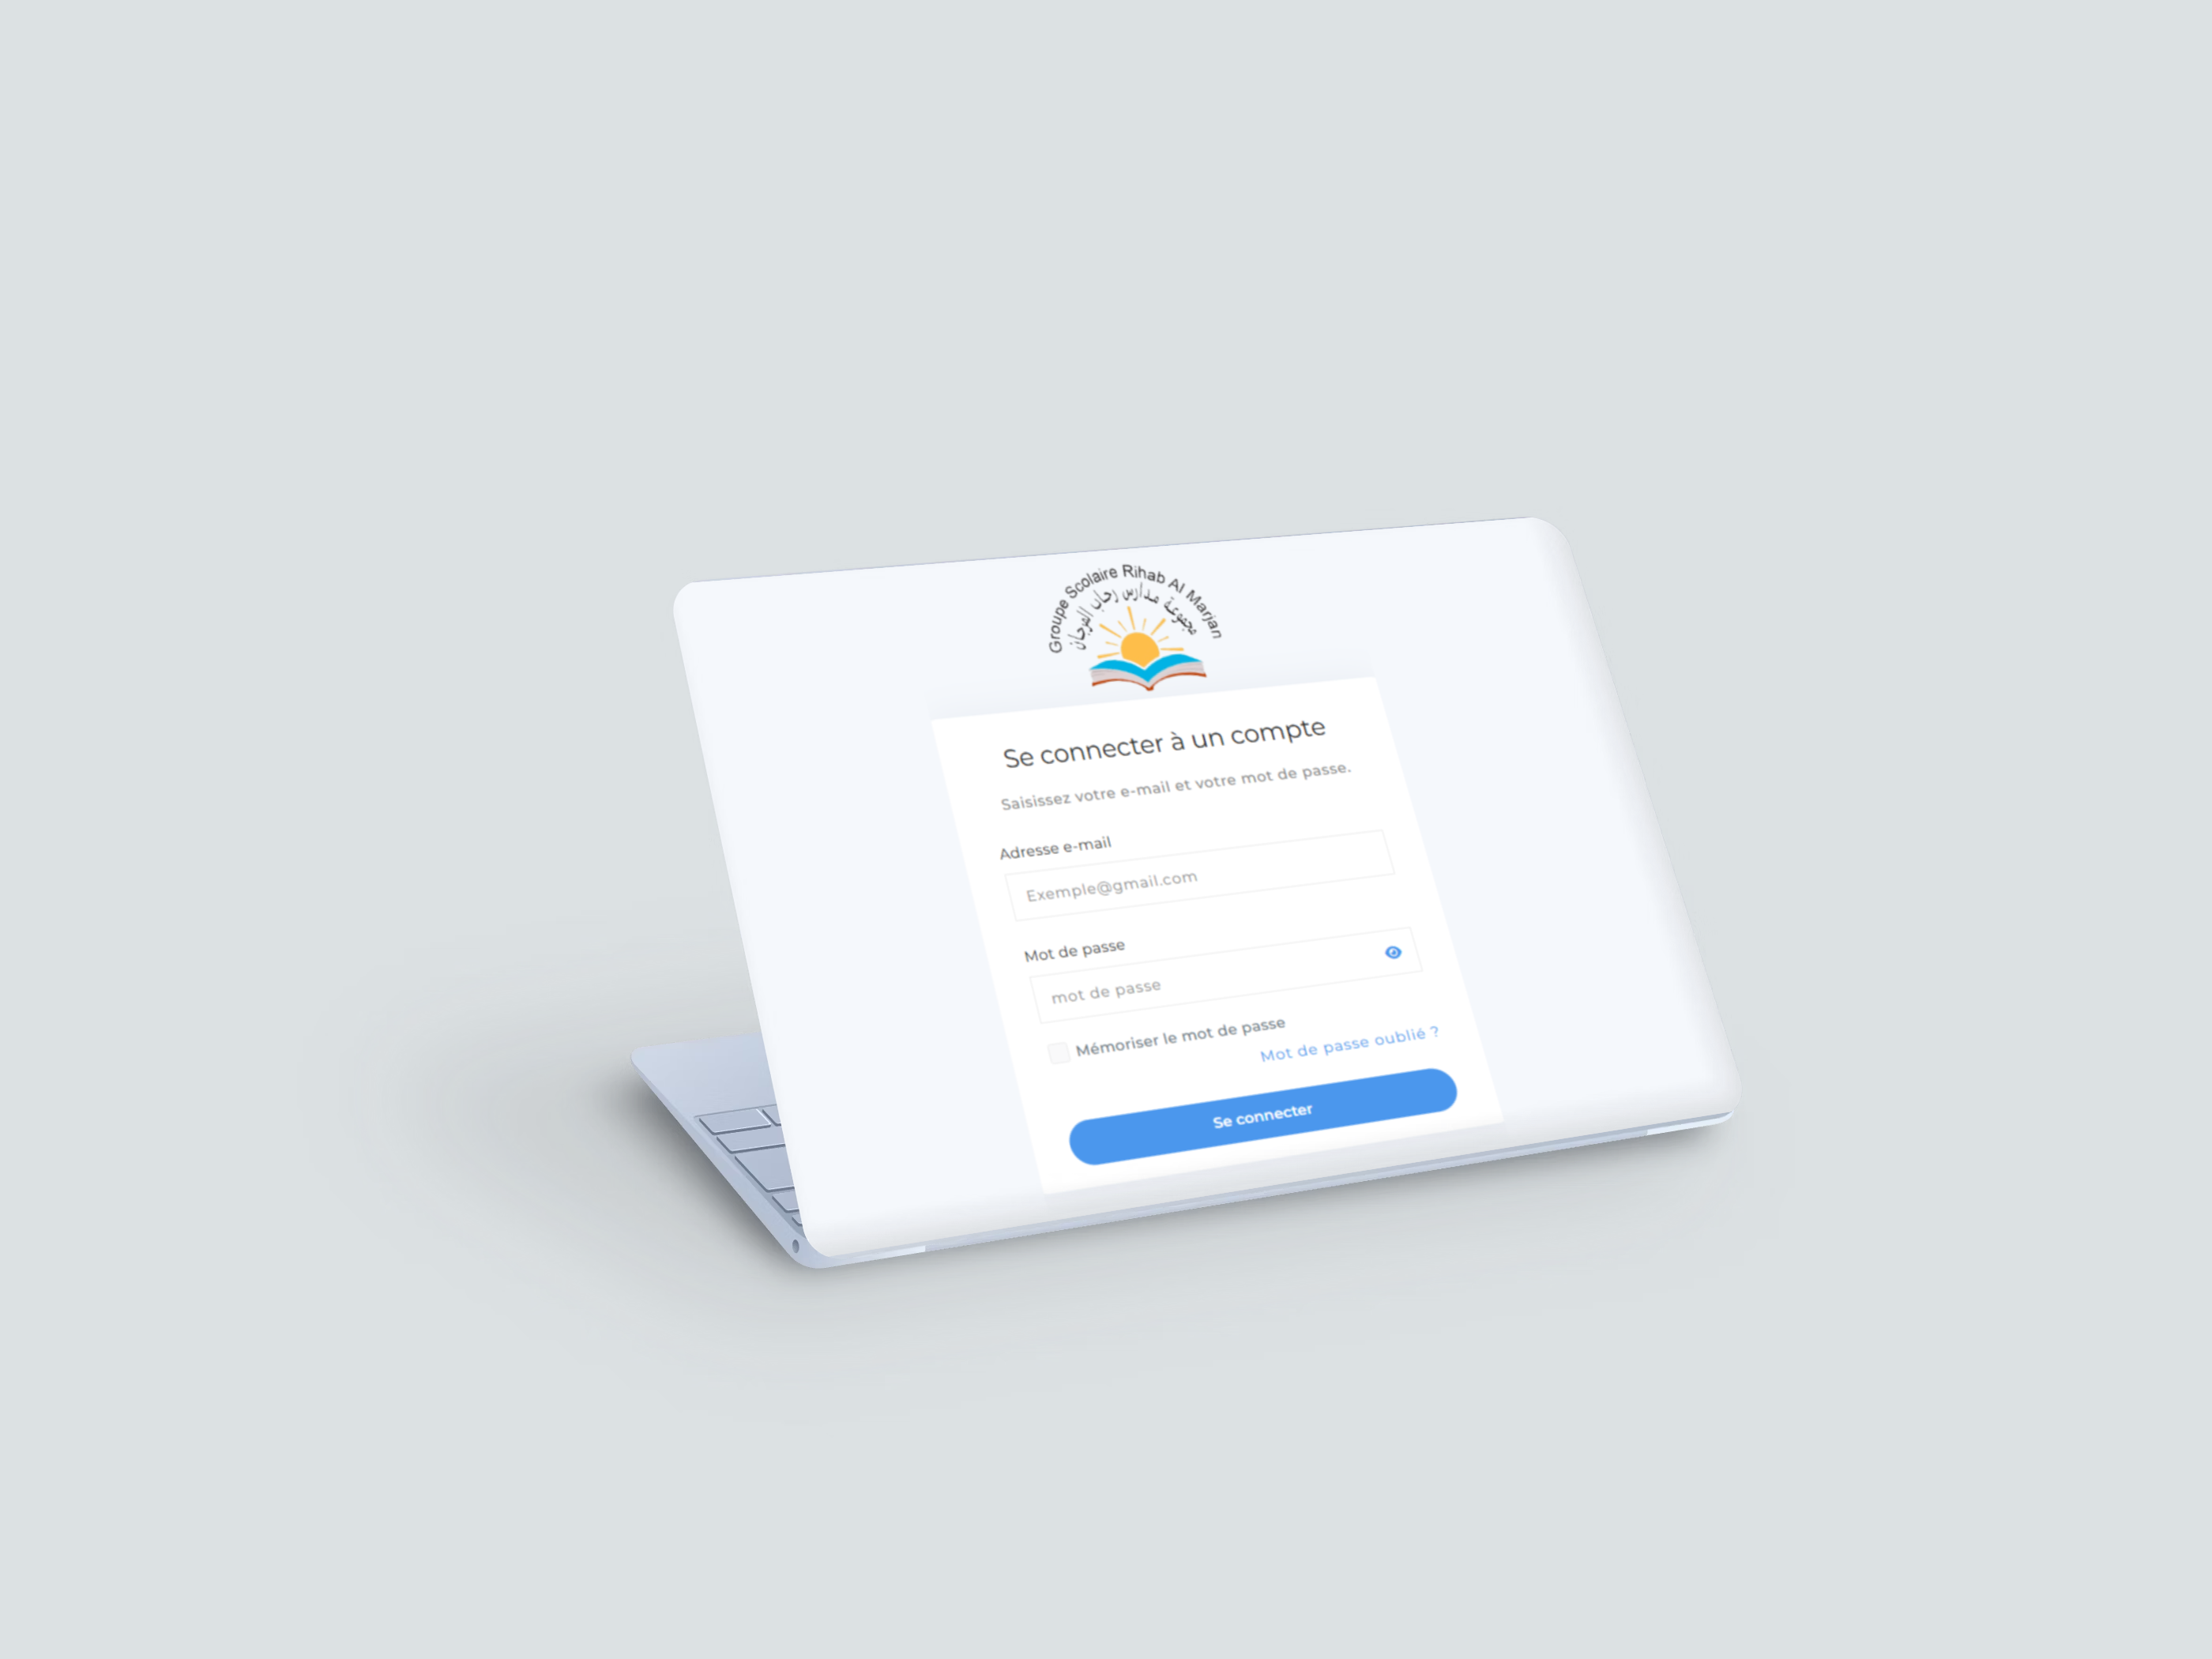 Groupe Scolaire Rihab Al Marjan
مجموعة مدارس رحاب المرجان
Se connecter à un compte
Saisissez votre e-mail et votre mot de passe.
Adresse e-mail
Exemple@gmail.com
Mot de passe
mot de passe
Mémoriser le mot de passe
Mot de passe oublié ?
Se connecter